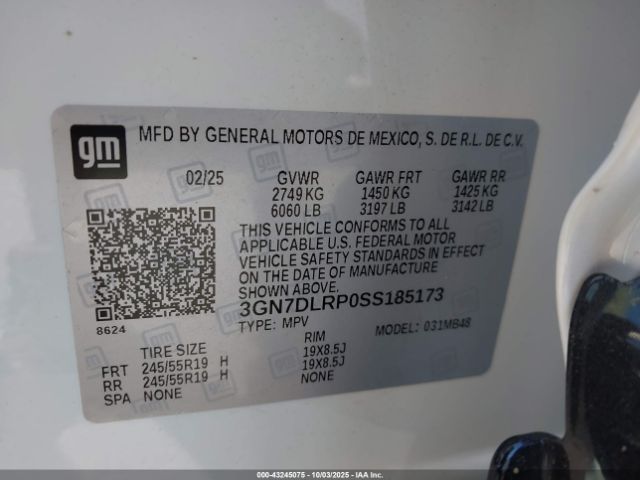 gm
MFD BY GENERAL MOTORS DE MEXICO, S. DE R.L. DE C.V.
02/25 GVWR GAWR FRT GAWR RR
2749 KG 1450 KG 1425 KG
6060 LB 3197 LB 3142 LB
THIS VEHICLE CONFORMS TO ALL
APPLICABLE U.S. FEDERAL MOTOR
VEHICLE SAFETY STANDARDS IN EFFECT
ON THE DATE OF MANUFACTURE
SHOWN ABOVE.
3GN7DLRP0SS185173
8624
TYPE: MPV MODEL: 031MB48
TIRE SIZE RIM
FRT 245/55R19 H 19X8.5J
RR 245/55R19 H 19X8.5J
SPA NONE NONE
000-43245075 - 10/03/2025 - IAAI.COM